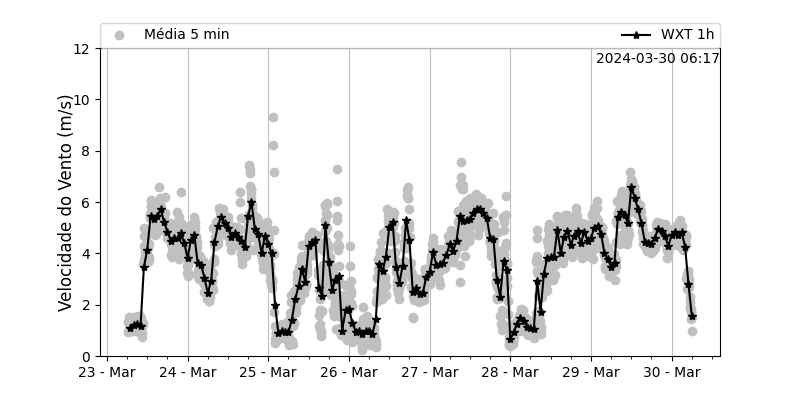 Média 5 min
WXT 1h
2024-03-30 06:17
Velocidade do Vento (m/s)
12
10
8
6
4
2
0
23 - Mar
24 - Mar
25 - Mar
26 - Mar
27 - Mar
28 - Mar
29 - Mar
30 - Mar